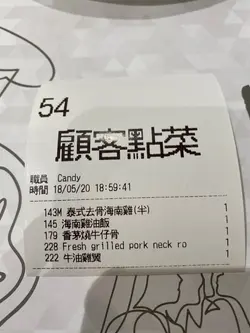 54
顧客點菜
職員 Candy
時間 18/05/20 18:59:41
143M 泰式去骨海南雞(半) 1
145 海南雞油飯 1
179 香茅燒牛仔骨 1
228 Fresh grilled pork neck ro 1
222 牛油雞翼 1